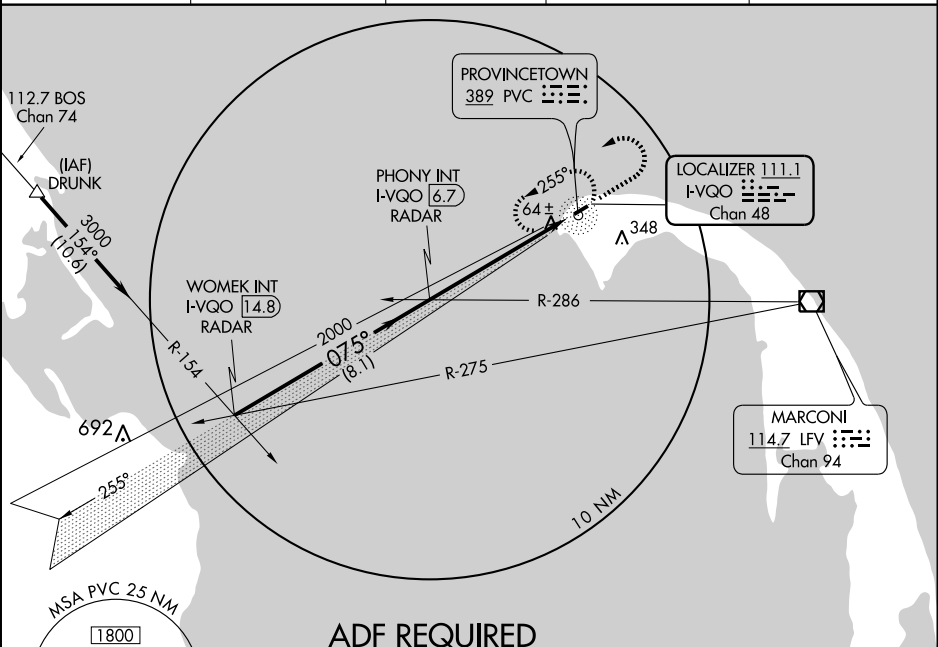 PROVINCETOWN
389 PVC
112.7 BOS
Chan 74
(IAF)
DRUNK
PHONY INT
I-VQO 6.7
RADAR
255°
64 ±
LOCALIZER 111.1
I-VQO
Chan 48
348
3000
154°
(10.6)
WOMEK INT
I-VQO 14.8
RADAR
R-286
2000
075°
(8.1)
R-154
R-275
692
MARCONI
114.7 LFV
Chan 94
255°
10 NM
MSA PVC 25 NM
1800
ADF REQUIRED